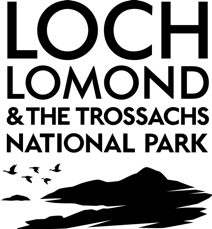 LOCH
LOMOND
& THE TROSSACHS
NATIONAL PARK